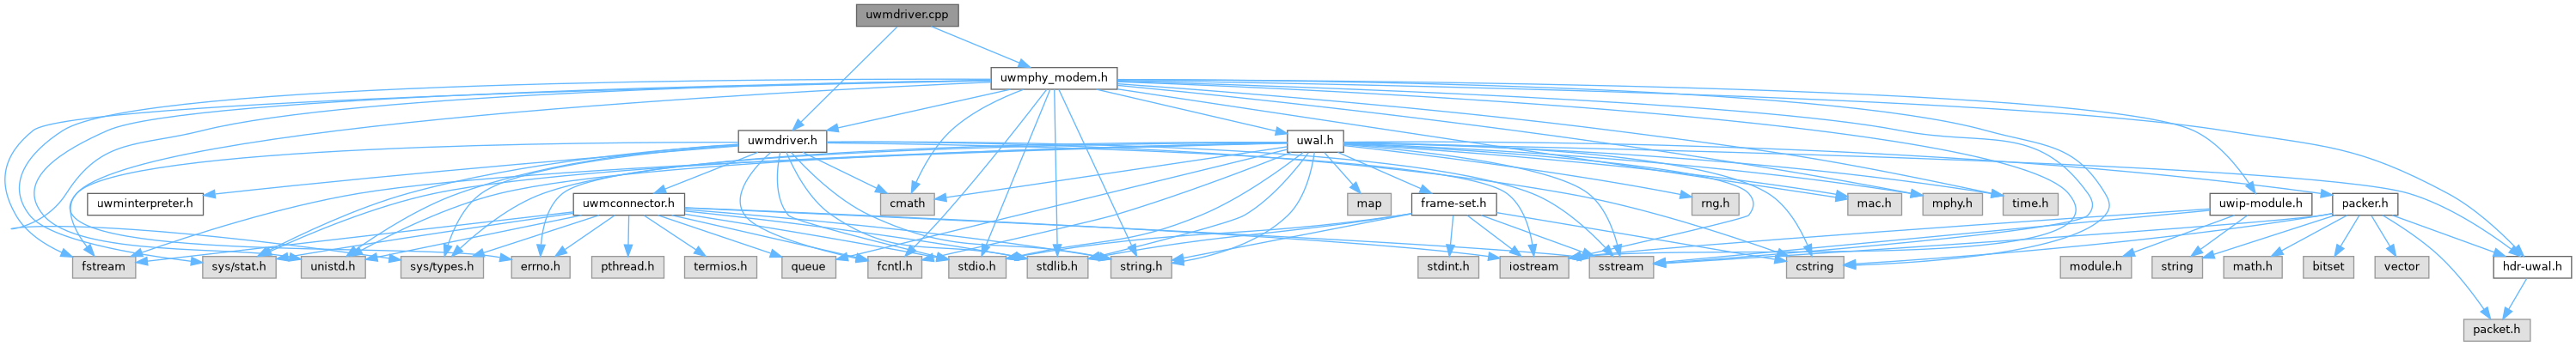 uwmdriver.cpp
uwmphy_modem.h
uwmdriver.h
uwal.h
uwminterpreter.h
uwmconnector.h
cmath
map
frame-set.h
rng.h
mac.h
mphy.h
time.h
uwip-module.h
packer.h
fstream
sys/stat.h
unistd.h
sys/types.h
errno.h
pthread.h
termios.h
queue
fcntl.h
stdio.h
stdlib.h
string.h
stdint.h
iostream
sstream
cstring
module.h
string
math.h
bitset
vector
hdr-uwal.h
packet.h